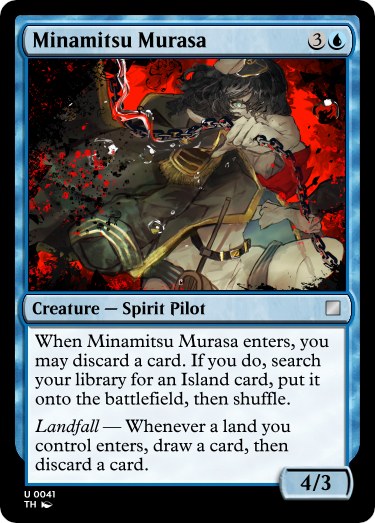 Minamitsu Murasa 3
Creature — Spirit Pilot
When Minamitsu Murasa enters, you
may discard a card. If you do, search
your library for an Island card, put it
onto the battlefield, then shuffle.
Landfall — Whenever a land you
control enters, draw a card, then
discard a card.
4/3
U 0041
TH